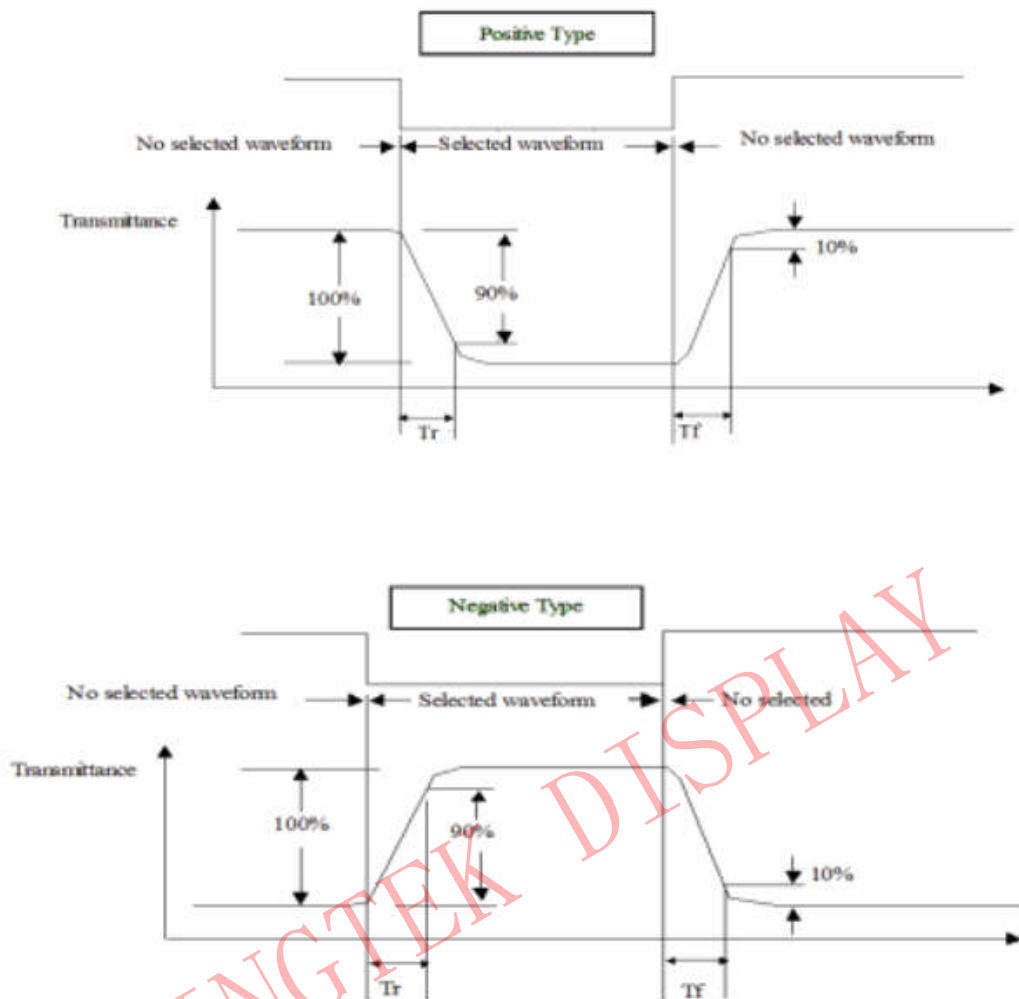 Positive Type
No selected waveform
Selected waveform
No selected waveform
Transmittance
100%
90%
10%
Tr
Tf
Negative Type
No selected waveform
Selected waveform
No selected
Transmittance
100%
90%
10%
Tr
Tf
NGTEK DISPLAY